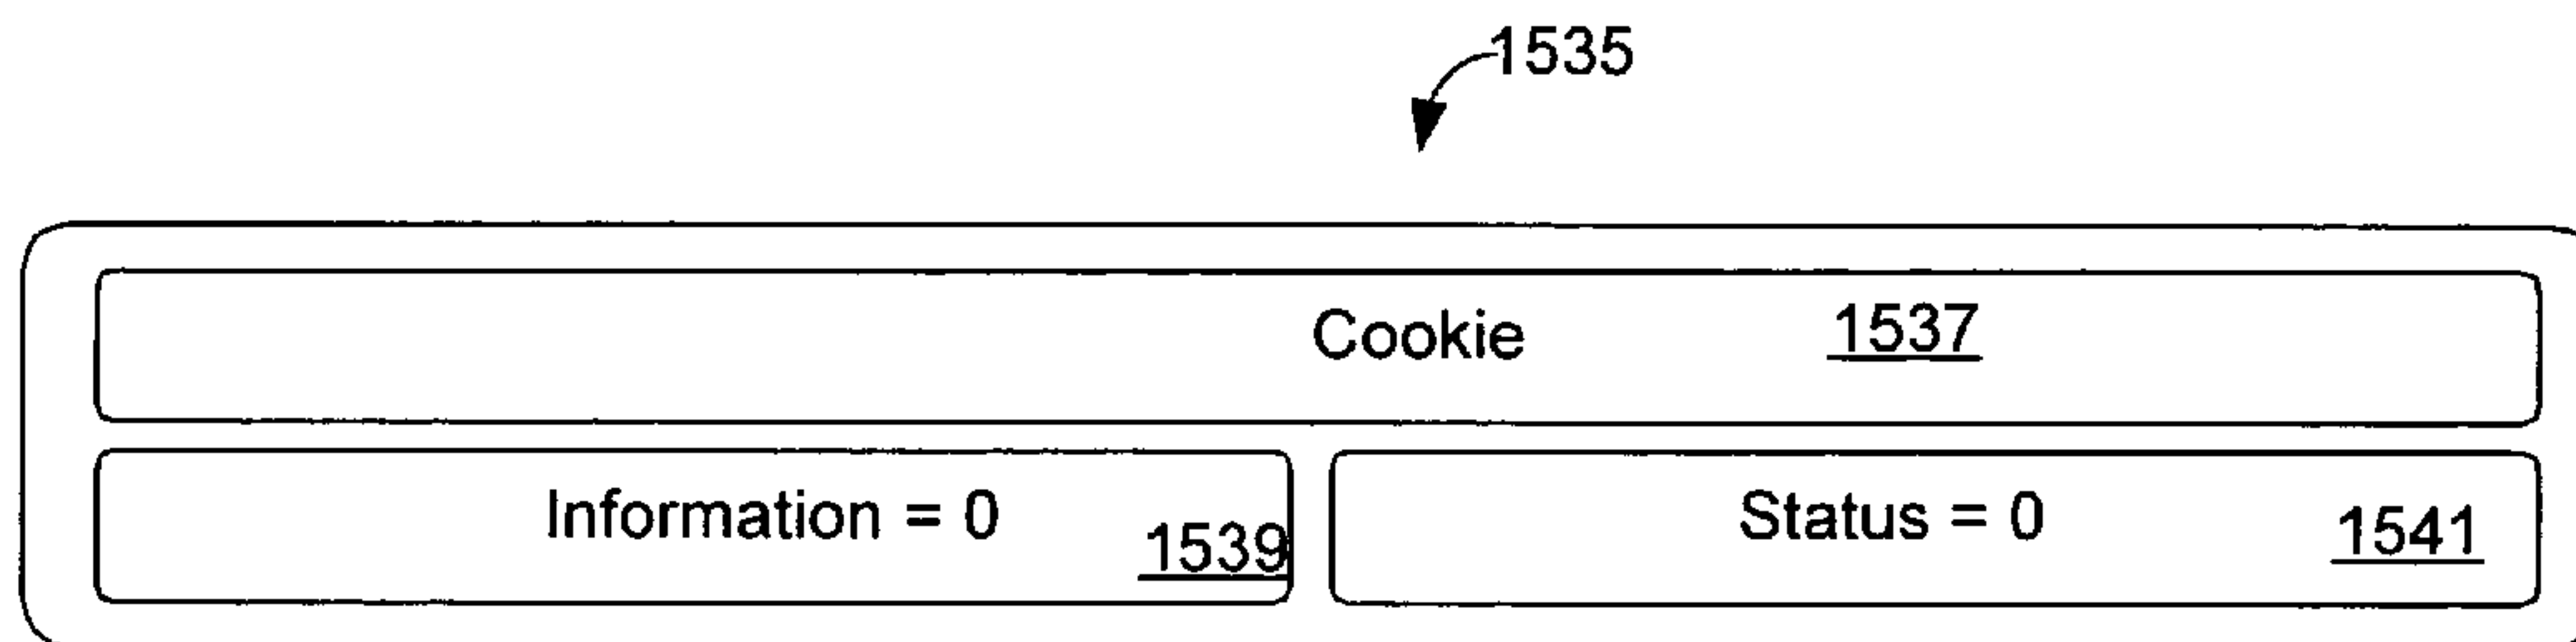 1535
Cookie 1537
Information = 0 1539
Status = 0 1541